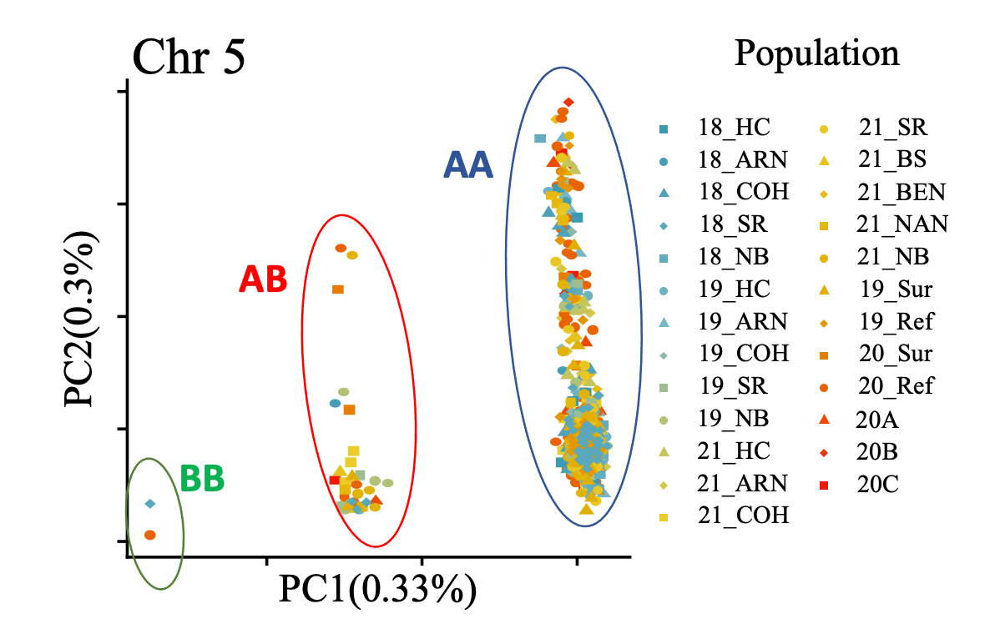 Chr 5
Population
18_HC
18_ARN
18_COH
18_SR
18_NB
19_HC
19_ARN
19_COH
19_SR
19_NB
21_HC
21_ARN
21_COH
21_SR
21_BS
21_BEN
21_NAN
21_NB
19_Sur
19_Ref
20_Sur
20_Ref
20A
20B
20C
AA
AB
BB
PC2(0.3%)
PC1(0.33%)